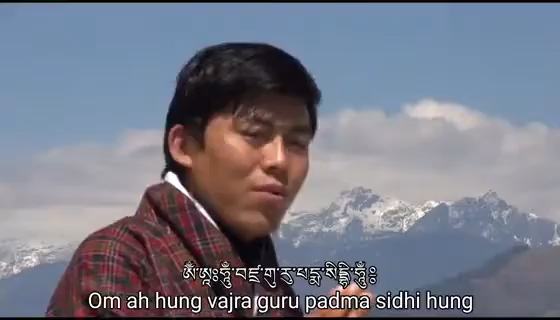 ཨོཾ་ཨཱཿཧཱུྃ་བཛྲ་གུ་རུ་པདྨ་སིདྡྷི་ཧཱུྃ༔
Om ah hung vajra guru padma sidhi hung